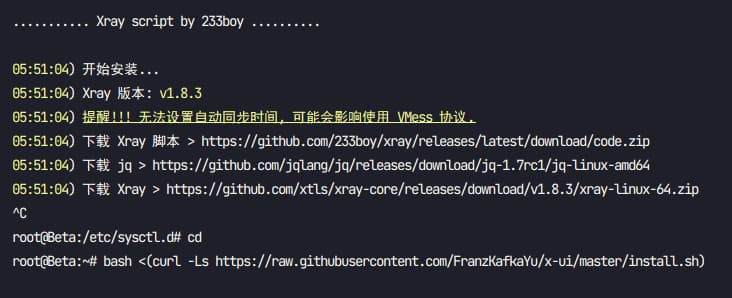 ........... Xray script by 233boy ..........
05:51:04) 开始安装...
05:51:04) Xray 版本: v1.8.3
05:51:04) 提醒!!! 无法设置自动同步时间, 可能会影响使用 VMess 协议.
05:51:04) 下载 Xray 脚本 > https://github.com/233boy/xray/releases/latest/download/code.zip
05:51:04) 下载 jq > https://github.com/jqlang/jq/releases/download/jq-1.7rc1/jq-linux-amd64
05:51:04) 下载 Xray > https://github.com/xtls/xray-core/releases/download/v1.8.3/xray-linux-64.zip
^C
root@Beta:/etc/sysctl.d# cd
root@Beta:~# bash <(curl -Ls https://raw.githubusercontent.com/FranzKafkaYu/x-ui/master/install.sh)